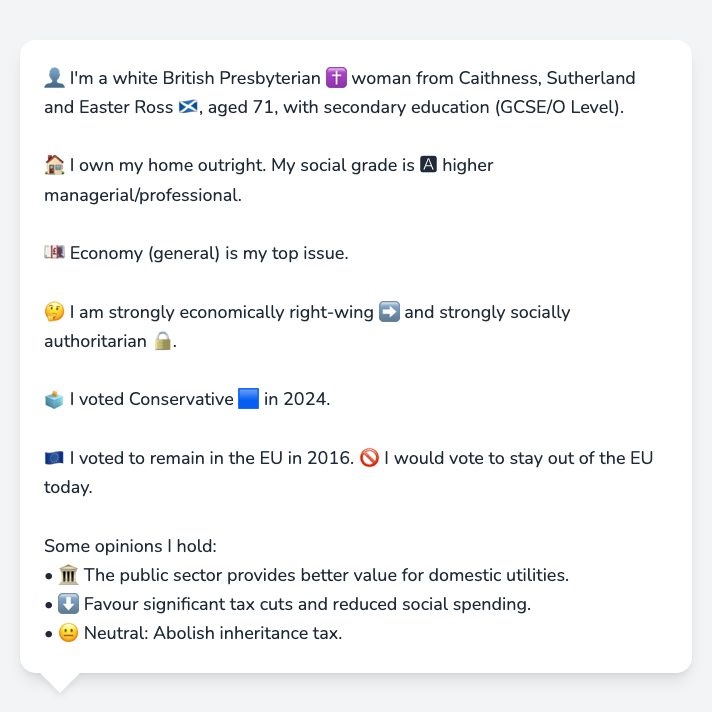 👤 I'm a white British Presbyterian ✝️ woman from Caithness, Sutherland
and Easter Ross 🏴󠁧󠁢󠁳󠁣󠁴󠁿, aged 71, with secondary education (GCSE/O Level).
🏠 I own my home outright. My social grade is 🅰 higher
managerial/professional.
💷 Economy (general) is my top issue.
🤔 I am strongly economically right-wing ➡️ and strongly socially
authoritarian 🔒.
🗳️ I voted Conservative 🟦 in 2024.
🇪🇺 I voted to remain in the EU in 2016. 🚫 I would vote to stay out of the EU
today.
Some opinions I hold:
• 🏛️ The public sector provides better value for domestic utilities.
• ⬇️ Favour significant tax cuts and reduced social spending.
• 😐 Neutral: Abolish inheritance tax.